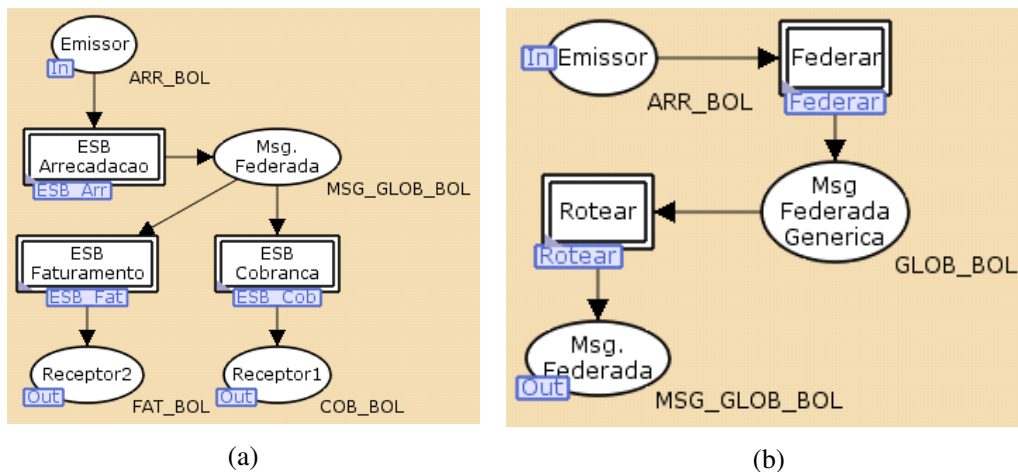 Emissor
In
ARR_BOL
ESB
Arrecadacao
ESB_Arr
Msg.
Federada
MSG_GLOB_BOL
ESB
Faturamento
ESB_Fat
ESB
Cobranca
ESB_Cob
Receptor2
Out
FAT_BOL
Receptor1
Out
COB_BOL
(a)
In
Emissor
ARR_BOL
Federar
Federar
Msg
Federada
Generica
GLOB_BOL
Rotear
Rotear
Msg.
Federada
Out
MSG_GLOB_BOL
(b)